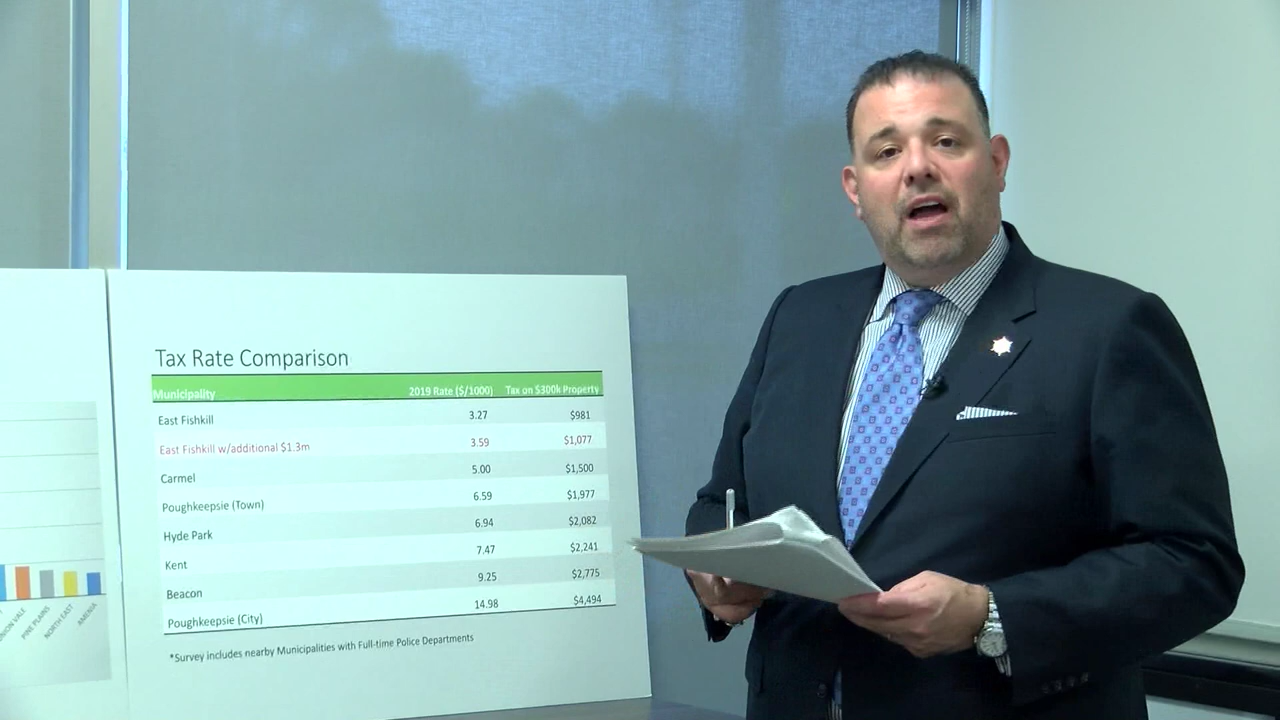 Tax Rate Comparison
Municipality 2019 Rate ($/1000) Tax on $300k Property
East Fishkill 3.27 $981
East Fishkill w/additional $1.3m 3.59 $1,077
Carmel 5.00 $1,500
Poughkeepsie (Town) 6.59 $1,977
Hyde Park 6.94 $2,082
Kent 7.47 $2,241
Beacon 9.25 $2,775
Poughkeepsie (City) 14.98 $4,494
*Survey includes nearby Municipalities with Full-time Police Departments
VALE
PINE PLAINS
NORTH EAST
AMENIA